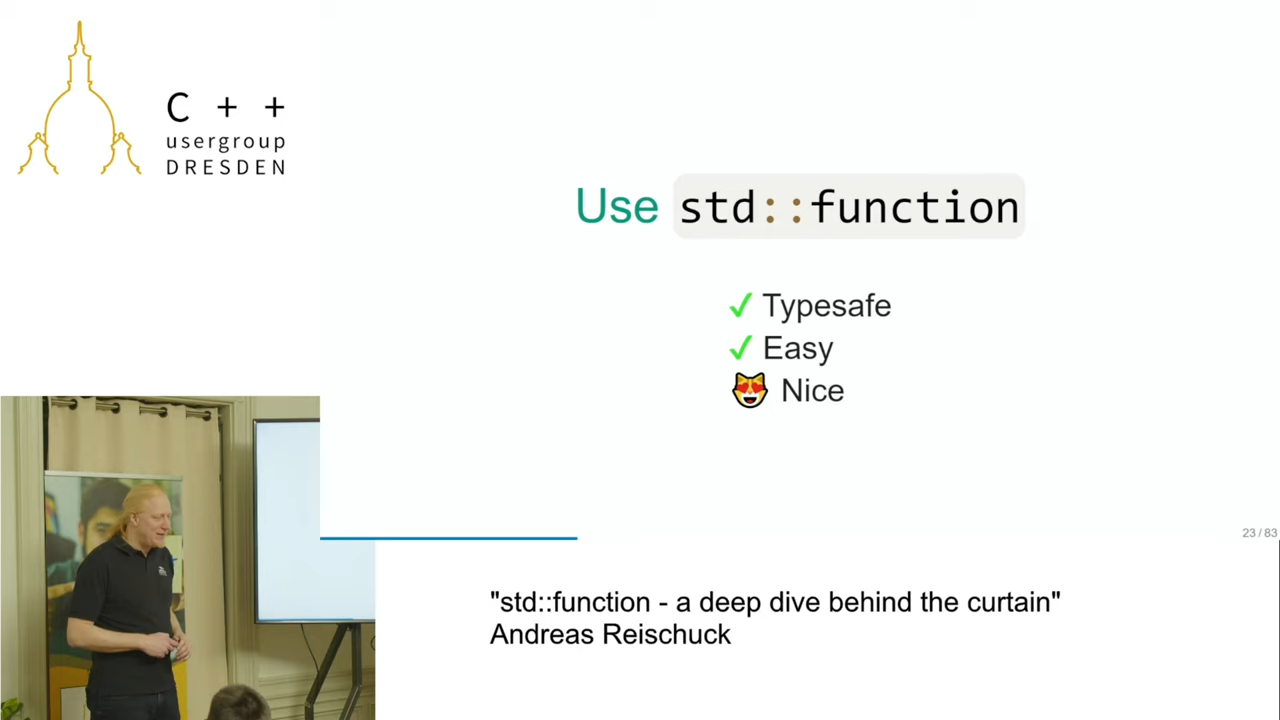 C + +
usergroup
DRESDEN
Use std::function
✓ Typesafe
✓ Easy
😻 Nice
23 / 83
"std::function - a deep dive behind the curtain"
Andreas Reischuck